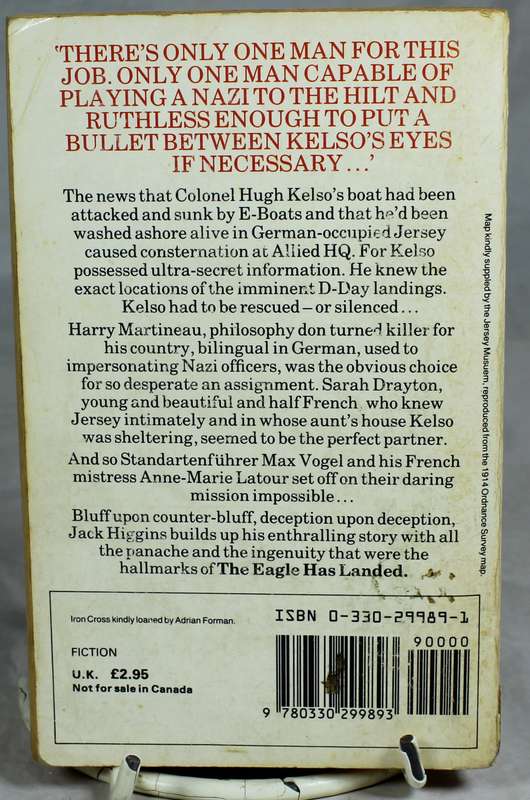 'THERE'S ONLY ONE MAN FOR THIS
JOB. ONLY ONE MAN CAPABLE OF
PLAYING A NAZI TO THE HILT AND
RUTHLESS ENOUGH TO PUT A
BULLET BETWEEN KELSO'S EYES
IF NECESSARY...'
The news that Colonel Hugh Kelso's boat had been
attacked and sunk by E-Boats and that he'd been
washed ashore alive in German-occupied Jersey
caused consternation at Allied HQ. For Kelso
possessed ultra-secret information. He knew the
exact locations of the imminent D-Day landings.
Kelso had to be rescued – or silenced...
Harry Martineau, philosophy don turned killer for
his country, bilingual in German, used to
impersonating Nazi officers, was the obvious choice
for so desperate an assignment. Sarah Drayton,
young and beautiful and half French, who knew
Jersey intimately and in whose aunt's house Kelso
was sheltering, seemed to be the perfect partner.
And so Standartenführer Max Vogel and his French
mistress Anne-Marie Latour set off on their daring
mission impossible...
Bluff upon counter-bluff, deception upon deception,
Jack Higgins builds up his enthralling story with all
the panache and the ingenuity that were the
hallmarks of The Eagle Has Landed.
Map kindly supplied by the Jersey Musuem, reproduced from the 1914 Ordnance Survey map.
Iron Cross kindly loaned by Adrian Forman.
FICTION
U.K. £2.95
Not for sale in Canada
ISBN 0-330-29989-1
90000
9 780330 299893